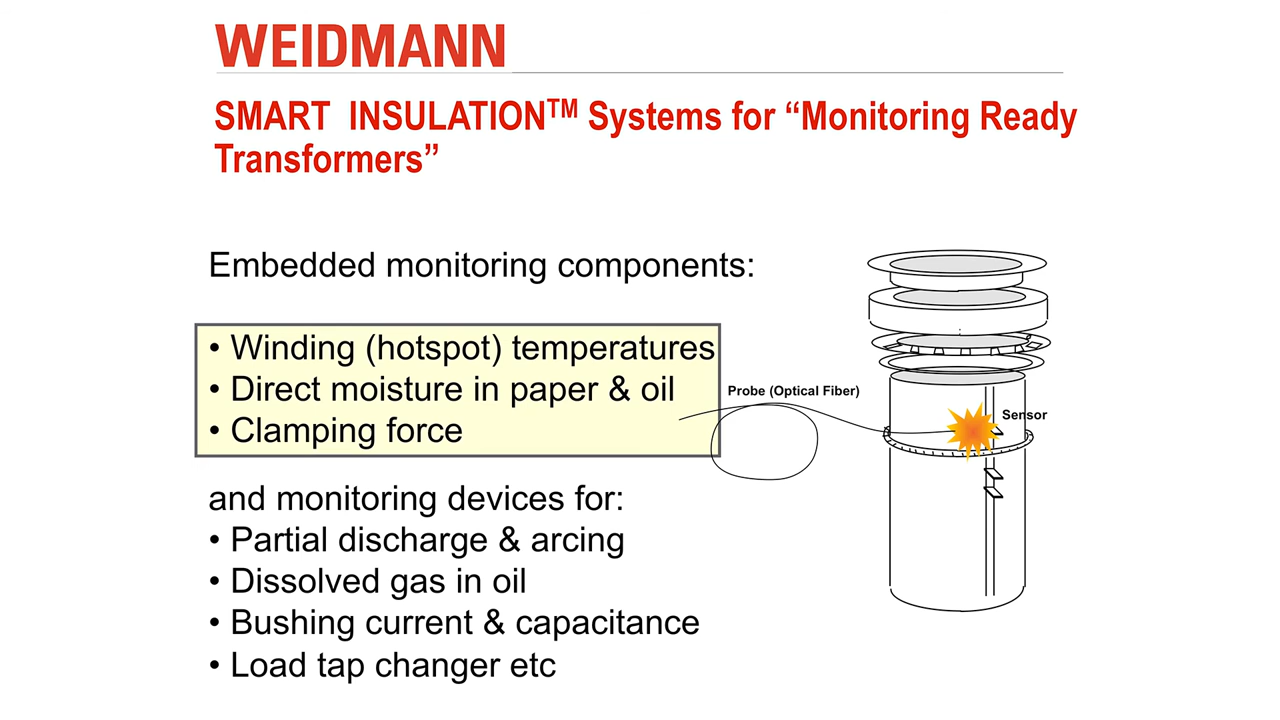 WEIDMANN
SMART INSULATION™ Systems for “Monitoring Ready
Transformers”
Embedded monitoring components:
• Winding (hotspot) temperatures
• Direct moisture in paper & oil
• Clamping force
Probe (Optical Fiber)
Sensor
and monitoring devices for:
• Partial discharge & arcing
• Dissolved gas in oil
• Bushing current & capacitance
• Load tap changer etc